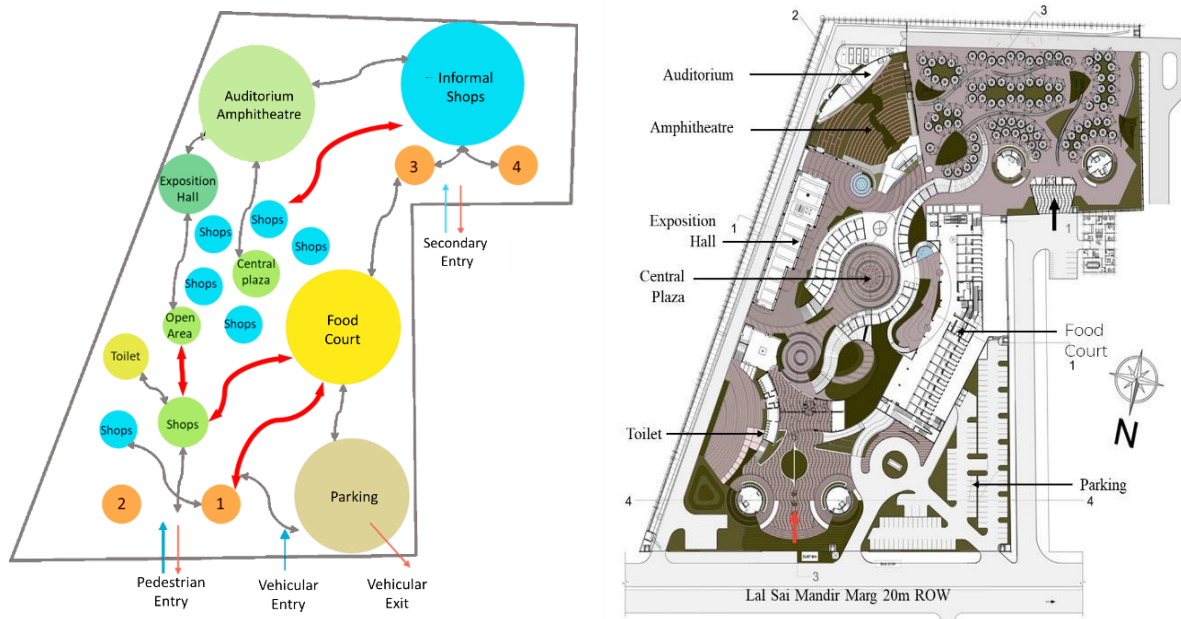 Auditorium
Amphitheatre
Informal
Shops
Exposition
Hall
3
4
Shops
Shops
Shops
Central
plaza
Secondary
Entry
Shops
Open
Area
Shops
Food
Court
Toilet
Shops
Shops
2
1
Parking
Pedestrian
Entry
Vehicular
Entry
Vehicular
Exit
2
3
Auditorium
Amphitheatre
1
Exposition
Hall
1
Central
Plaza
Food
Court
1
N
Toilet
4
Parking
4
3
Lal Sai Mandir Marg 20m ROW